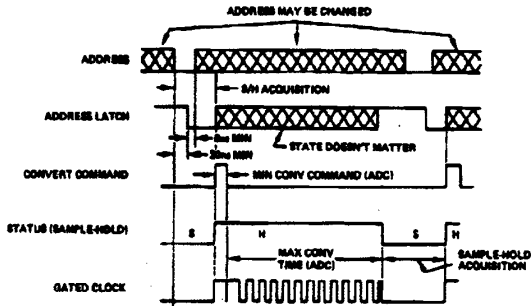 ADDRESS MAY BE CHANGED
ADDRESS
S/H ACQUISITION
ADDRESS LATCH
MIN
20ns MIN
STATE DOESN'T MATTER
CONVERT COMMAND
MIN CONV COMMAND (ADC)
STATUS (SAMPLE-HOLD)
S
H
S
H
MAX CONV
TIME (ADC)
SAMPLE-HOLD
ACQUISITION
GATED CLOCK